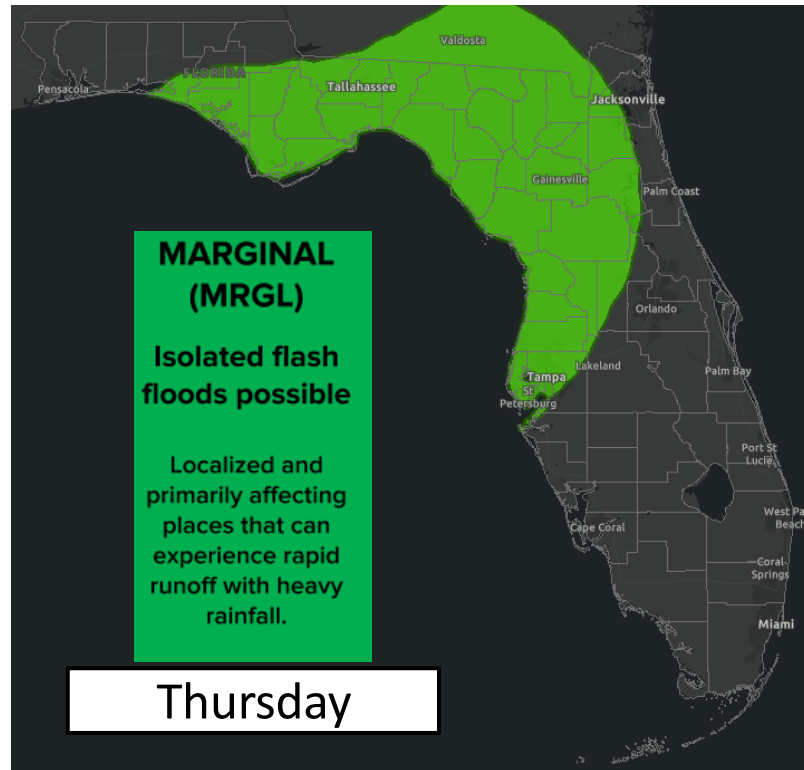 Valdosta
FLORIDA
Pensacola
Tallahassee
Jacksonville
Gainesville
Palm Coast
MARGINAL
(MRGL)
Isolated flash
floods possible
Localized and
primarily affecting
places that can
experience rapid
runoff with heavy
rainfall.
Orlando
Lakeland
Tampa
St
Petersburg
Palm Bay
Port St
Lucie
West Pa
Beach
Cape Coral
Coral
Springs
Miami
Thursday